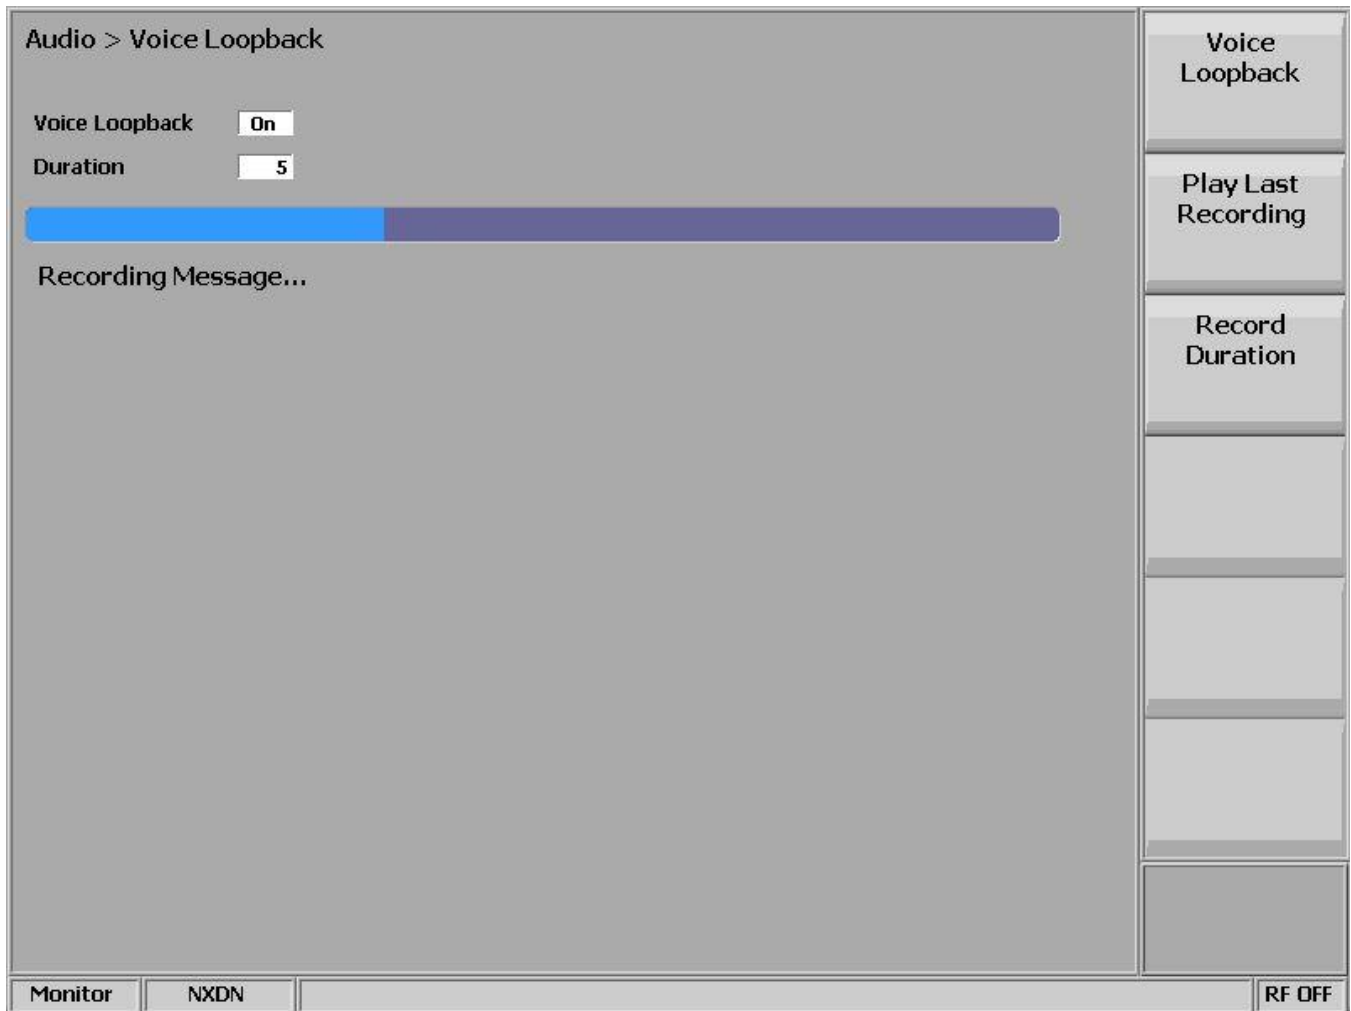 Audio > Voice Loopback
Voice Loopback On
Duration 5
Recording Message...
Voice
Loopback
Play Last
Recording
Record
Duration
Monitor NXDN RF OFF